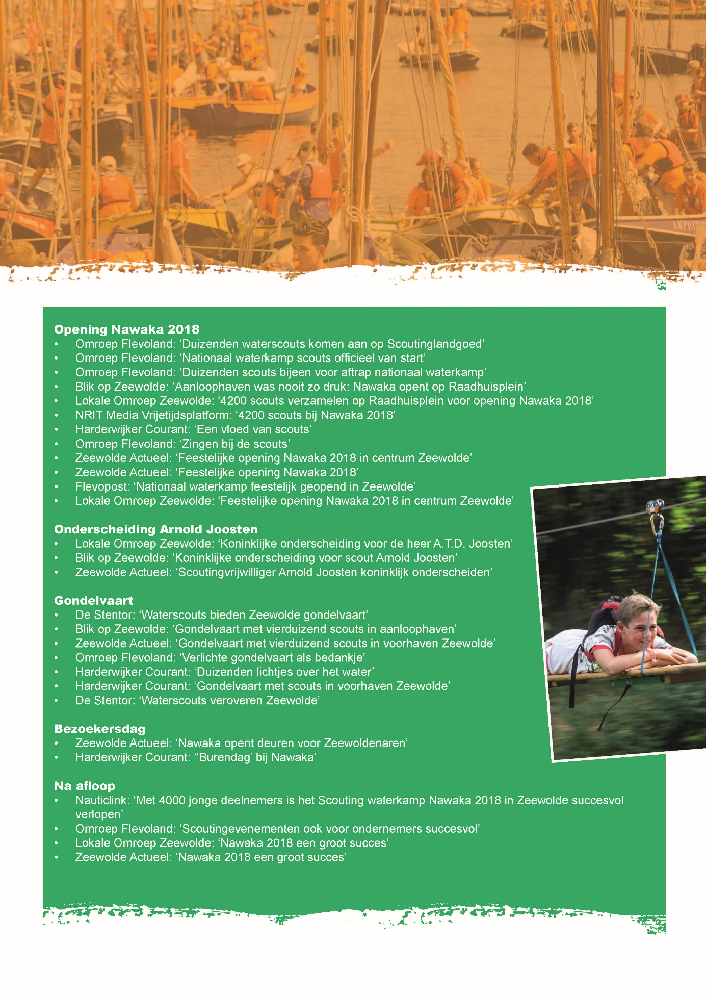 Opening Nawaka 2018
• Omroep Flevoland: ‘Duizenden waterscouts komen aan op Scoutinglandgoed’
• Omroep Flevoland: ‘Nationaal waterkamp scouts officieel van start’
• Omroep Flevoland: ‘Duizenden scouts bijeen voor aftrap nationaal waterkamp’
• Blik op Zeewolde: ‘Aanloophaven was nooit zo druk: Nawaka opent op Raadhuisplein’
• Lokale Omroep Zeewolde: ‘4200 scouts verzamelen op Raadhuisplein voor opening Nawaka 2018’
• NRIT Media Vrijetijdsplatform: ‘4200 scouts bij Nawaka 2018’
• Harderwijker Courant: ‘Een vloed van scouts’
• Omroep Flevoland: ‘Zingen bij de scouts’
• Zeewolde Actueel: ‘Feestelijke opening Nawaka 2018 in centrum Zeewolde’
• Zeewolde Actueel: ‘Feestelijke opening Nawaka 2018’
• Flevopost: ‘Nationaal waterkamp feestelijk geopend in Zeewolde’
• Lokale Omroep Zeewolde: ‘Feestelijke opening Nawaka 2018 in centrum Zeewolde’
Onderscheiding Arnold Joosten
• Lokale Omroep Zeewolde: ‘Koninklijke onderscheiding voor de heer A.T.D. Joosten’
• Blik op Zeewolde: ‘Koninklijke onderscheiding voor scout Arnold Joosten’
• Zeewolde Actueel: ‘Scoutingvrijwilliger Arnold Joosten koninklijk onderscheiden’
Gondelvaart
• De Stentor: ‘Waterscouts bieden Zeewolde gondelvaart’
• Blik op Zeewolde: ‘Gondelvaart met vierduizend scouts in aanloophaven’
• Zeewolde Actueel: ‘Gondelvaart met vierduizend scouts in voorhaven Zeewolde’
• Omroep Flevoland: ‘Verlichte gondelvaart als bedankje’
• Harderwijker Courant: ‘Duizenden lichtjes over het water’
• Harderwijker Courant: ‘Gondelvaart met scouts in voorhaven Zeewolde’
• De Stentor: ‘Waterscouts veroveren Zeewolde’
Bezoekersdag
• Zeewolde Actueel: ‘Nawaka opent deuren voor Zeewoldenaren’
• Harderwijker Courant: “Burendag’ bij Nawaka’
Na afloop
• Nauticlink: ‘Met 4000 jonge deelnemers is het Scouting waterkamp Nawaka 2018 in Zeewolde succesvol
verlopen’
• Omroep Flevoland: ‘Scoutingevenementen ook voor ondernemers succesvol’
• Lokale Omroep Zeewolde: ‘Nawaka 2018 een groot succes’
• Zeewolde Actueel: ‘Nawaka 2018 een groot succes’